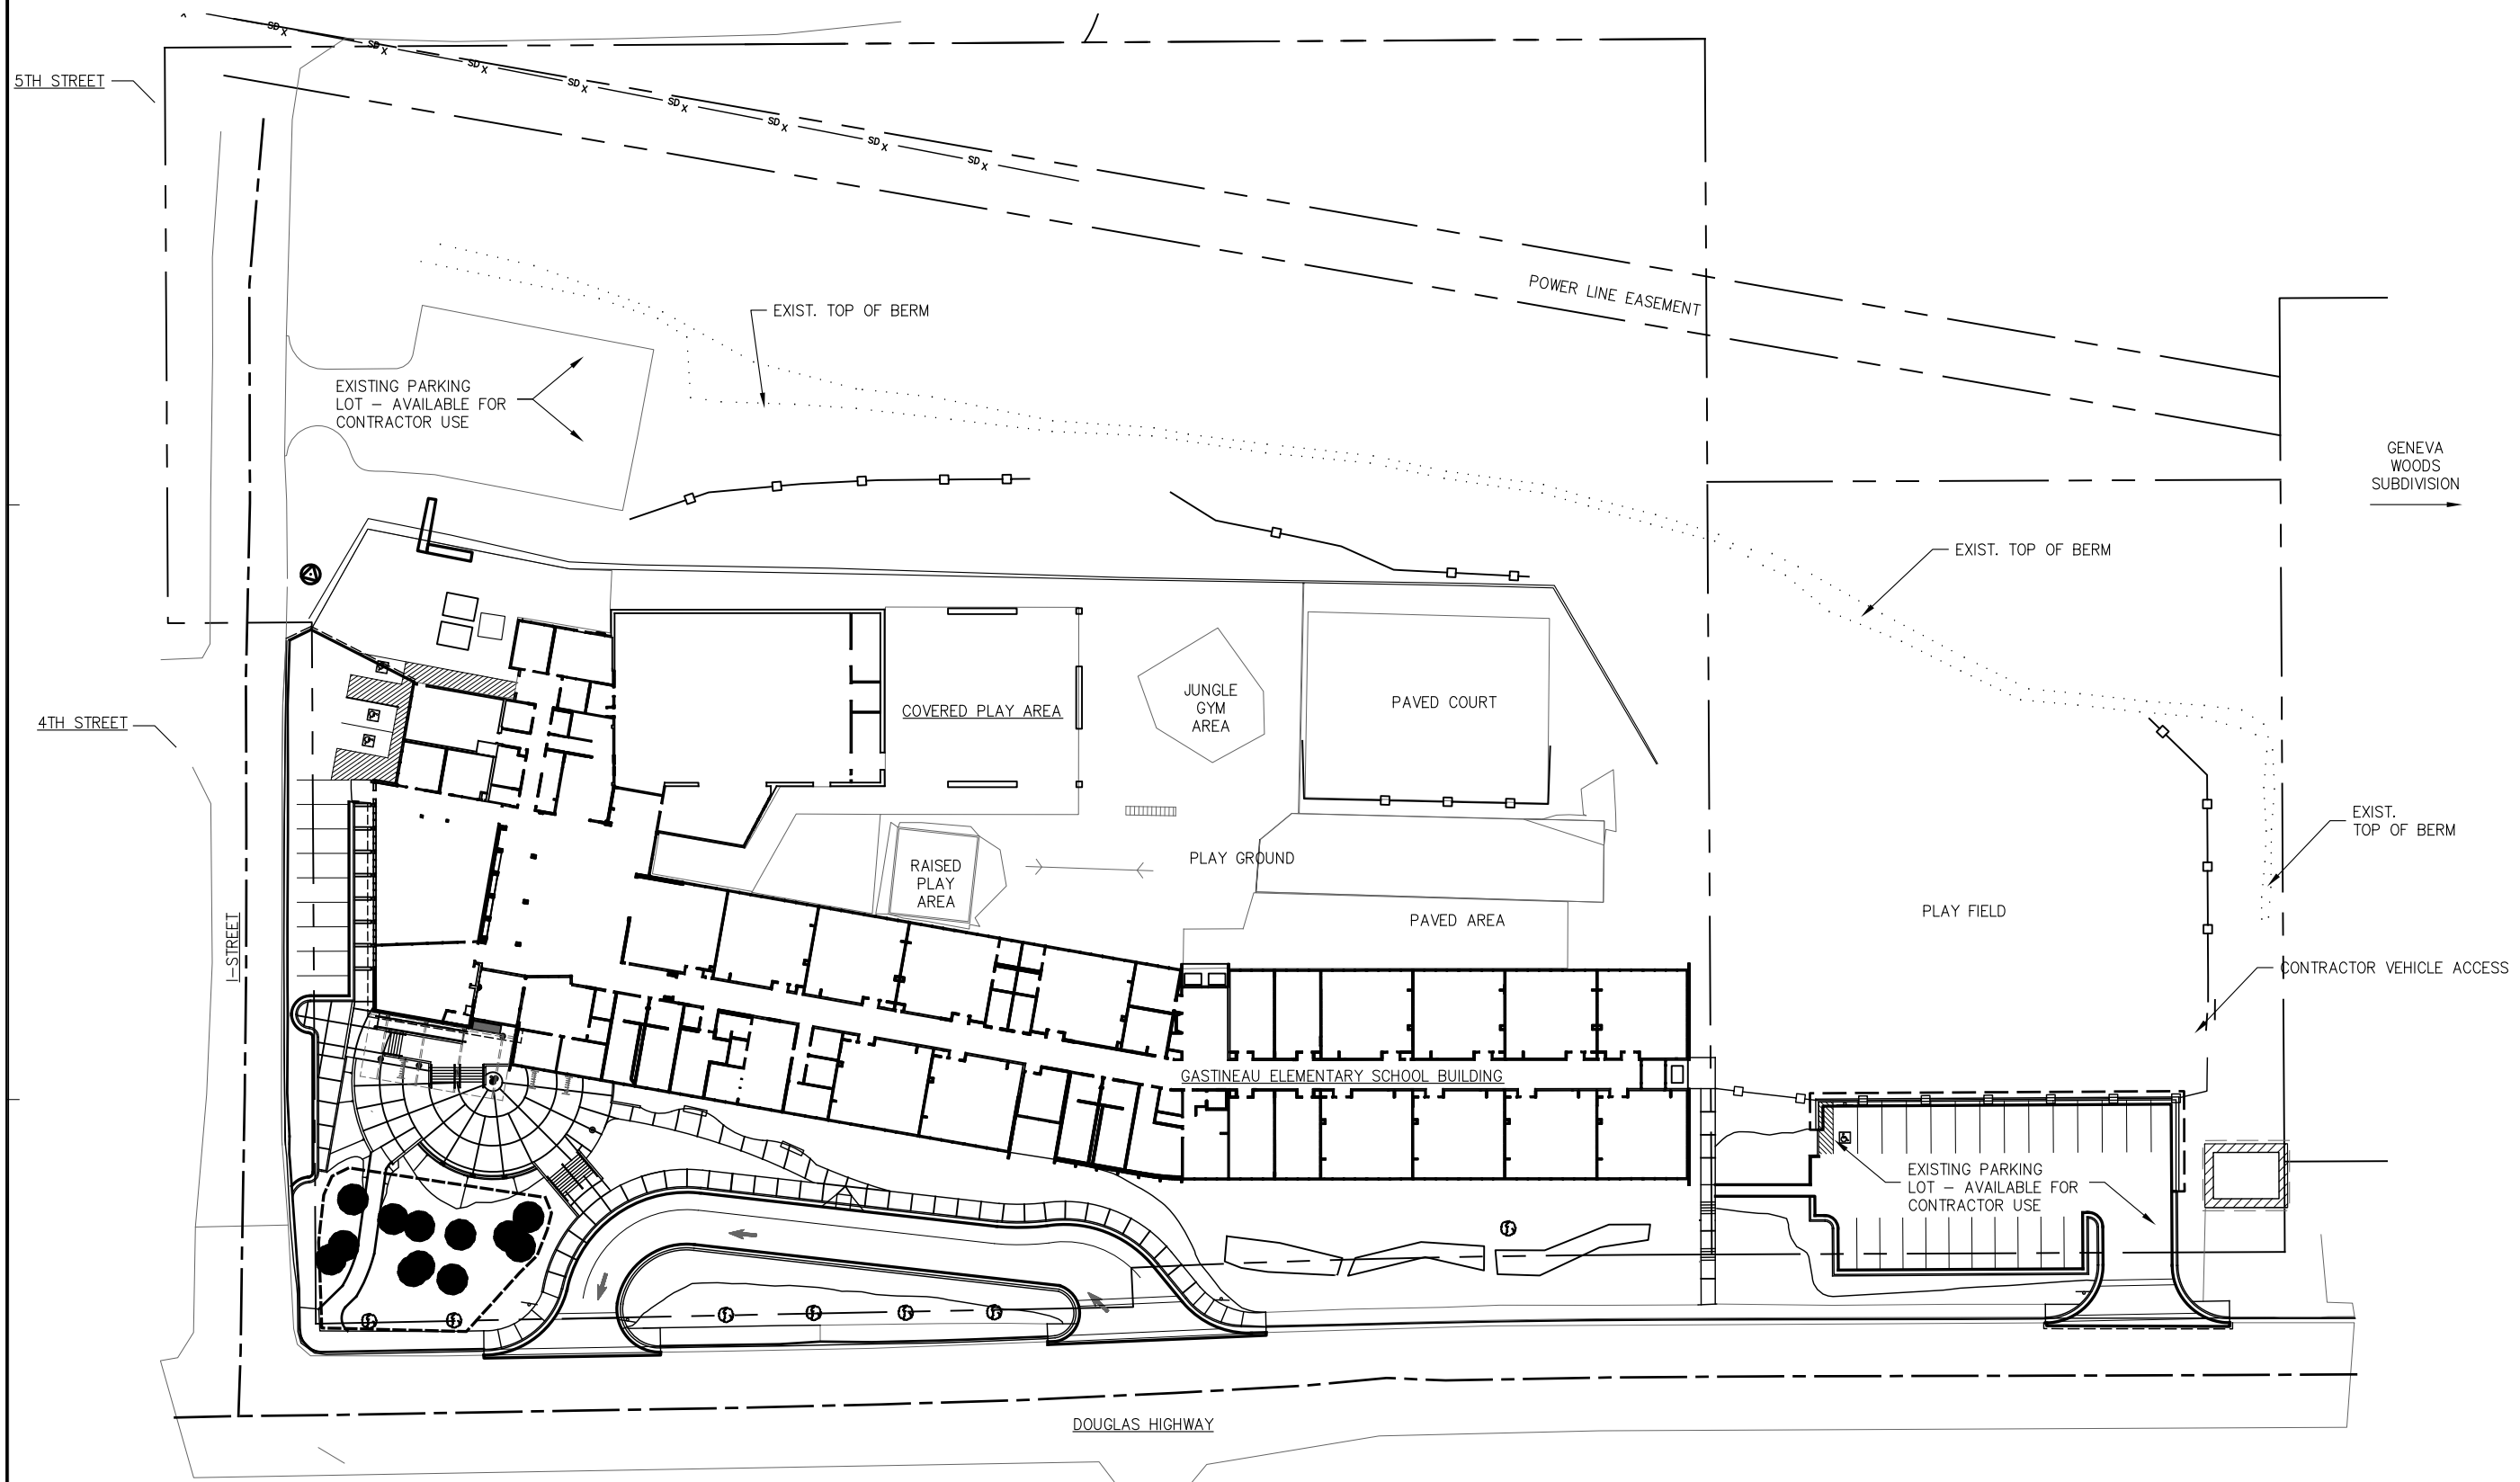 SD X
SD X
SD X
SD X
SD X
SD X
SD X
SD X
5TH STREET
POWER LINE EASEMENT
EXIST. TOP OF BERM
EXISTING PARKING
LOT – AVAILABLE FOR
CONTRACTOR USE
GENEVA
WOODS
SUBDIVISION
EXIST. TOP OF BERM
4TH STREET
COVERED PLAY AREA
JUNGLE
GYM
AREA
PAVED COURT
EXIST.
TOP OF BERM
PLAY GROUND
RAISED
PLAY
AREA
PAVED AREA
PLAY FIELD
I–STREET
CONTRACTOR VEHICLE ACCESS
GASTINEAU ELEMENTARY SCHOOL BUILDING
EXISTING PARKING
LOT – AVAILABLE FOR
CONTRACTOR USE
DOUGLAS HIGHWAY